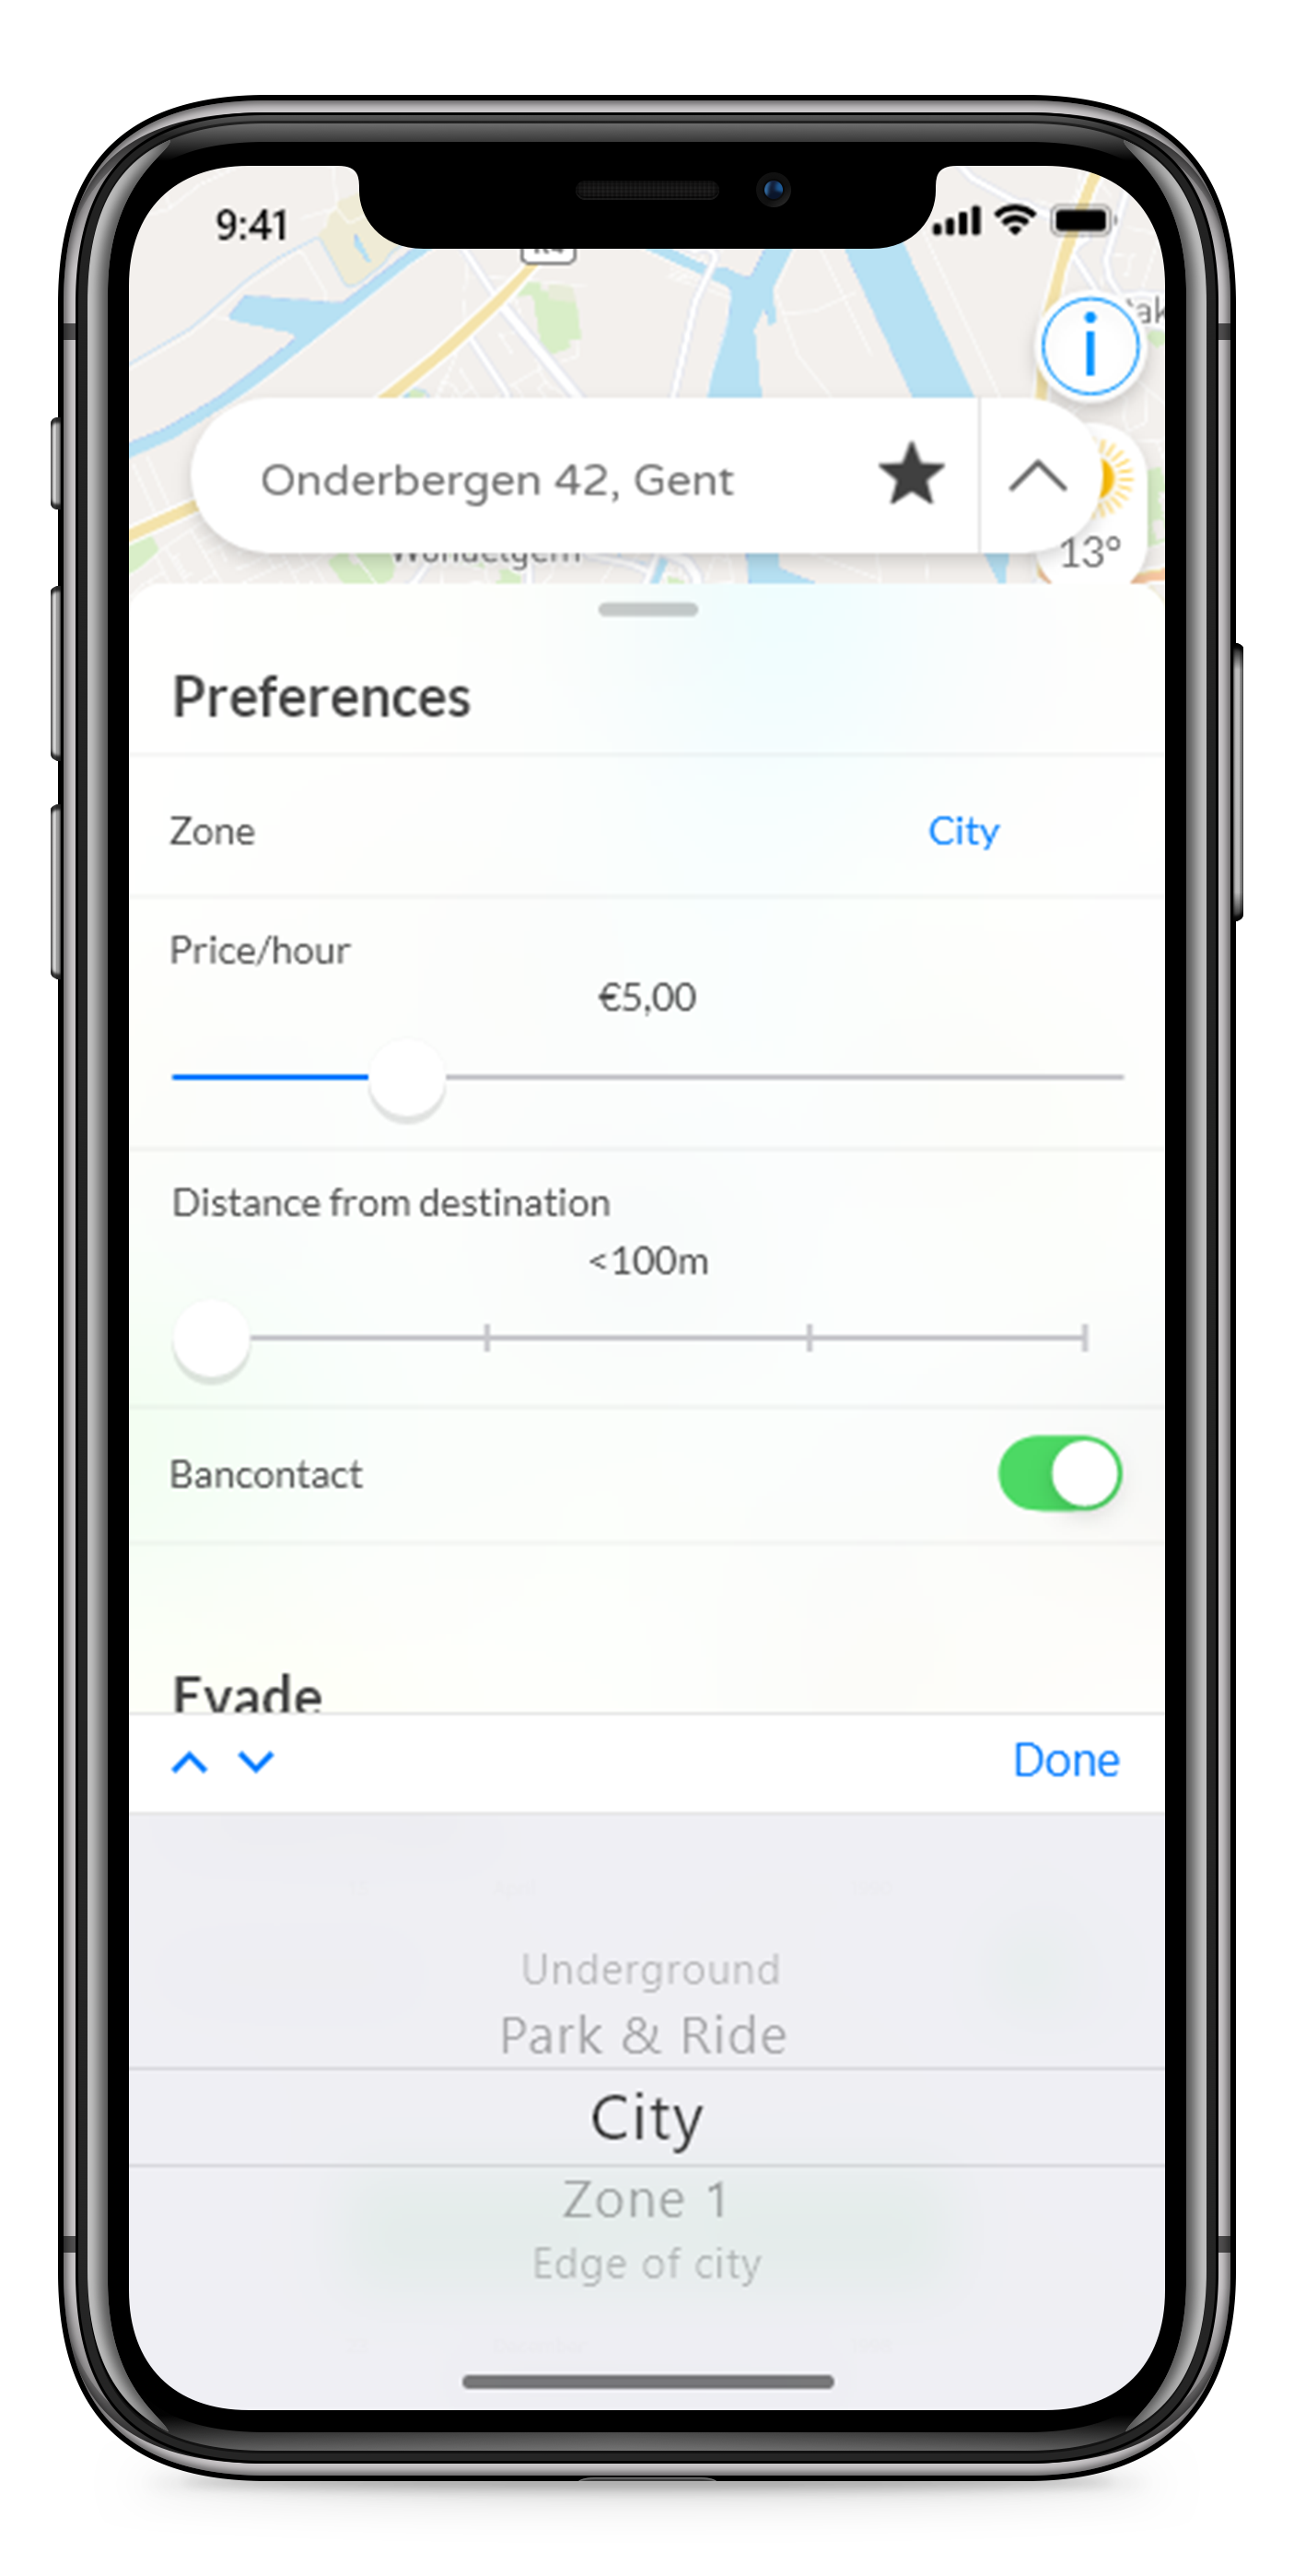 9:41
Onderbergen 42, Gent
13°
Preferences
Zone City
Price/hour
€5,00
Distance from destination
<100m
Bancontact
Evade
Done
Underground
Park & Ride
City
Zone 1
Edge of city